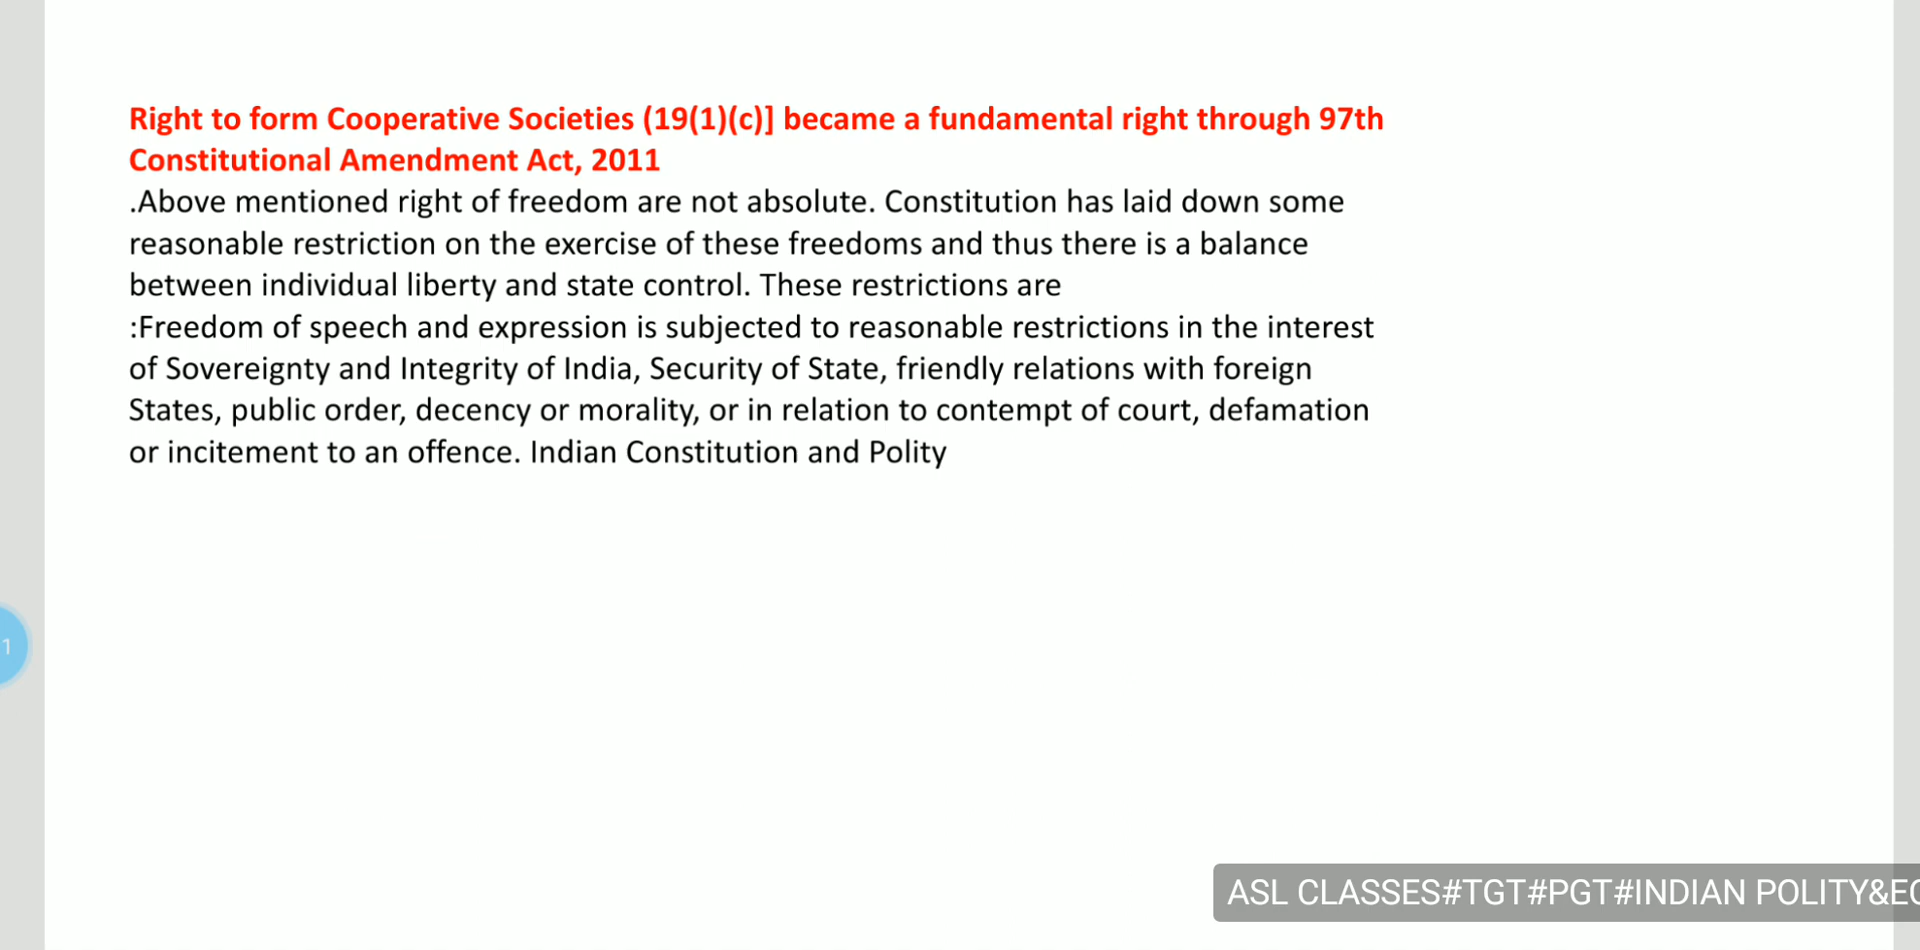 Right to form Cooperative Societies (19(1)(c)] became a fundamental right through 97th
Constitutional Amendment Act, 2011
.Above mentioned right of freedom are not absolute. Constitution has laid down some
reasonable restriction on the exercise of these freedoms and thus there is a balance
between individual liberty and state control. These restrictions are
:Freedom of speech and expression is subjected to reasonable restrictions in the interest
of Sovereignty and Integrity of India, Security of State, friendly relations with foreign
States, public order, decency or morality, or in relation to contempt of court, defamation
or incitement to an offence. Indian Constitution and Polity
1
ASL CLASSES#TGT#PGT#INDIAN POLITY&EC